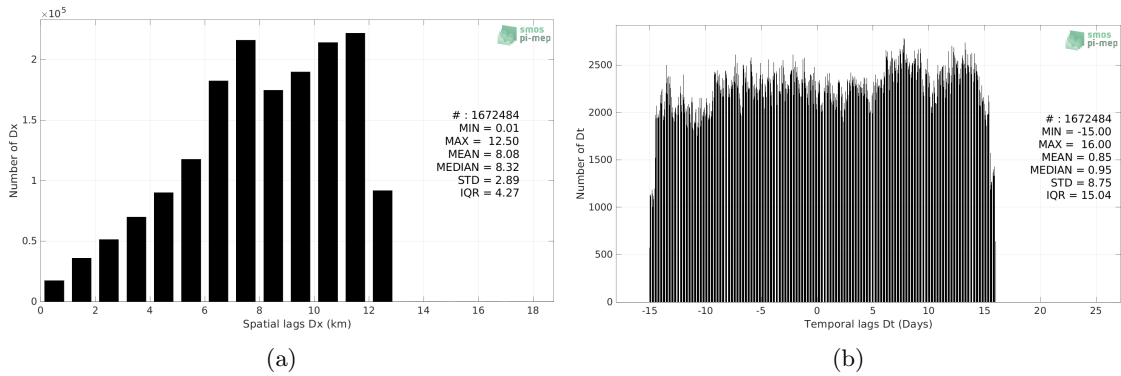 ×10⁵
2
1.5
1
0.5
0
0 2 4 6 8 10 12 14 16 18
Number of Dx
Spatial lags Dx (km)
smos
pi-mep
# : 1672484
MIN = 0.01
MAX = 12.50
MEAN = 8.08
MEDIAN = 8.32
STD = 2.89
IQR = 4.27
(a)
2500
2000
1500
1000
500
0
-15 -10 -5 0 5 10 15 20 25
Number of Dt
Temporal lags Dt (Days)
smos
pi-mep
# : 1672484
MIN = -15.00
MAX = 16.00
MEAN = 0.85
MEDIAN = 0.95
STD = 8.75
IQR = 15.04
(b)